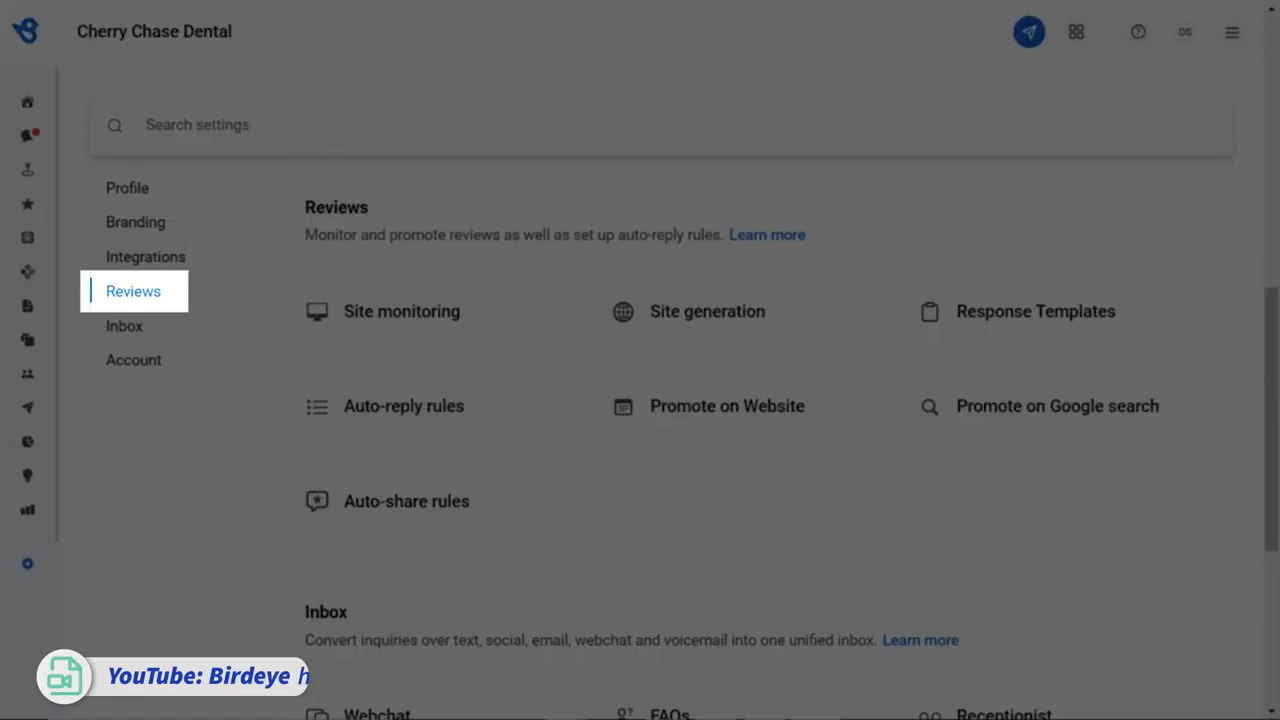 Cherry Chase Dental
DS
Search settings
Profile
Branding
Integrations
Reviews
Inbox
Account
Reviews
Monitor and promote reviews as well as set up auto-reply rules. Learn more
Site monitoring
Site generation
Response Templates
Auto-reply rules
Promote on Website
Promote on Google search
Auto-share rules
Inbox
Convert inquiries over text, social, email, webchat and voicemail into one unified inbox. Learn more
Webchat
FAQs
Receptionist
YouTube: Birdeye h